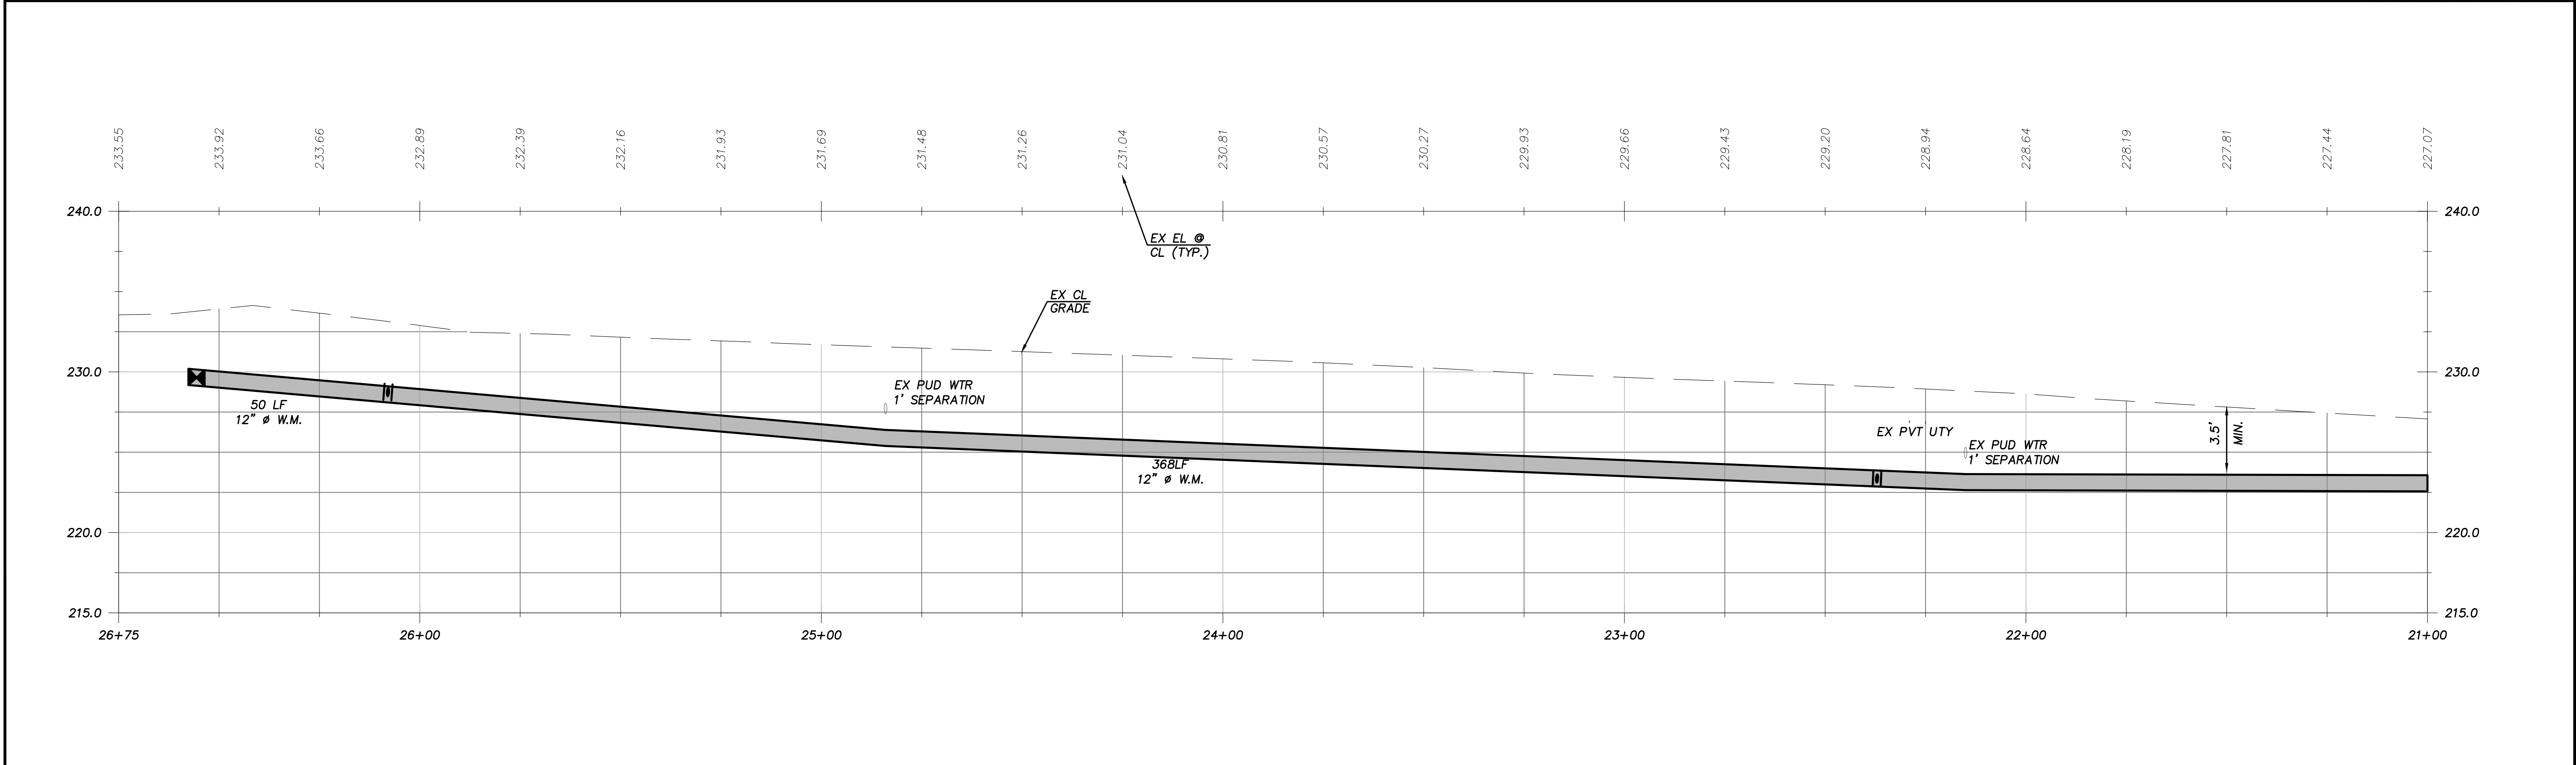 233.55
233.92
233.66
232.89
232.39
232.16
231.93
231.69
231.48
231.26
231.04
230.81
230.57
230.27
229.93
229.66
229.43
229.20
228.94
228.64
228.19
227.81
227.44
227.07
240.0
240.0
EX EL @
CL (TYP.)
EX CL
GRADE
230.0
230.0
EX PUD WTR
1' SEPARATION
50 LF
12" ø W.M.
EX PVT UTY
EX PUD WTR
1' SEPARATION
3.5'
MIN.
368LF
12" ø W.M.
220.0
220.0
215.0
215.0
26+75
26+00
25+00
24+00
23+00
22+00
21+00